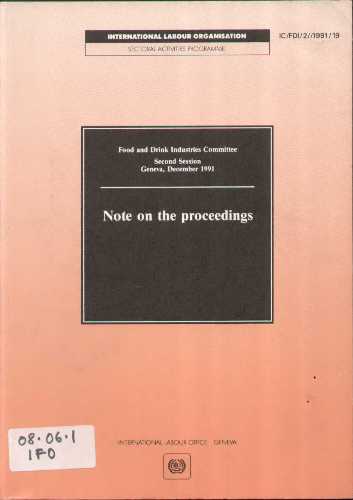 INTERNATIONAL LABOUR ORGANISATION
IC/FDI/2//1991/19
SECTORAL ACTIVITIES PROGRAMME
Food and Drink Industries Committee
Second Session
Geneva, December 1991
Note on the proceedings
08.06.1
IFO
INTERNATIONAL LABOUR OFFICE GENEVA